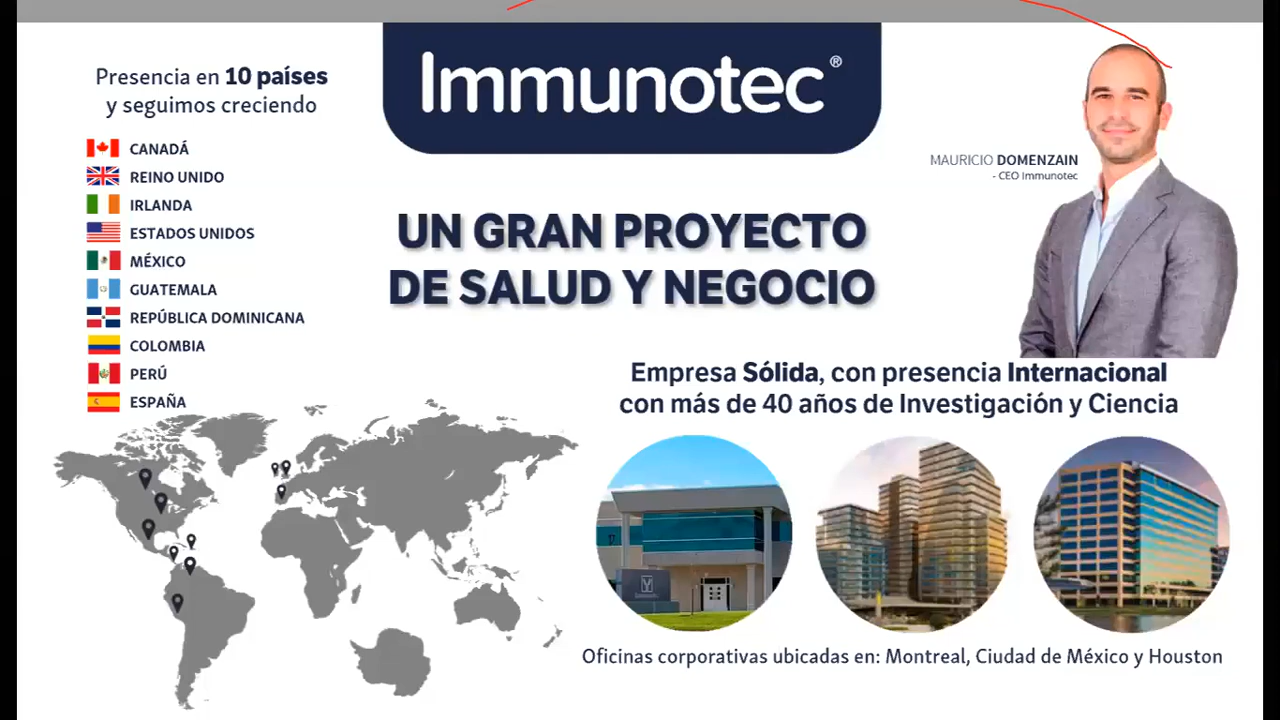 Presencia en 10 países
y seguimos creciendo
CANADÁ
REINO UNIDO
IRLANDA
ESTADOS UNIDOS
MÉXICO
GUATEMALA
REPÚBLICA DOMINICANA
COLOMBIA
PERÚ
ESPAÑA
Immunotec®
MAURICIO DOMENZAIN
- CEO Immunotec
UN GRAN PROYECTO
DE SALUD Y NEGOCIO
Empresa Sólida, con presencia Internacional
con más de 40 años de Investigación y Ciencia
Oficinas corporativas ubicadas en: Montreal, Ciudad de México y Houston